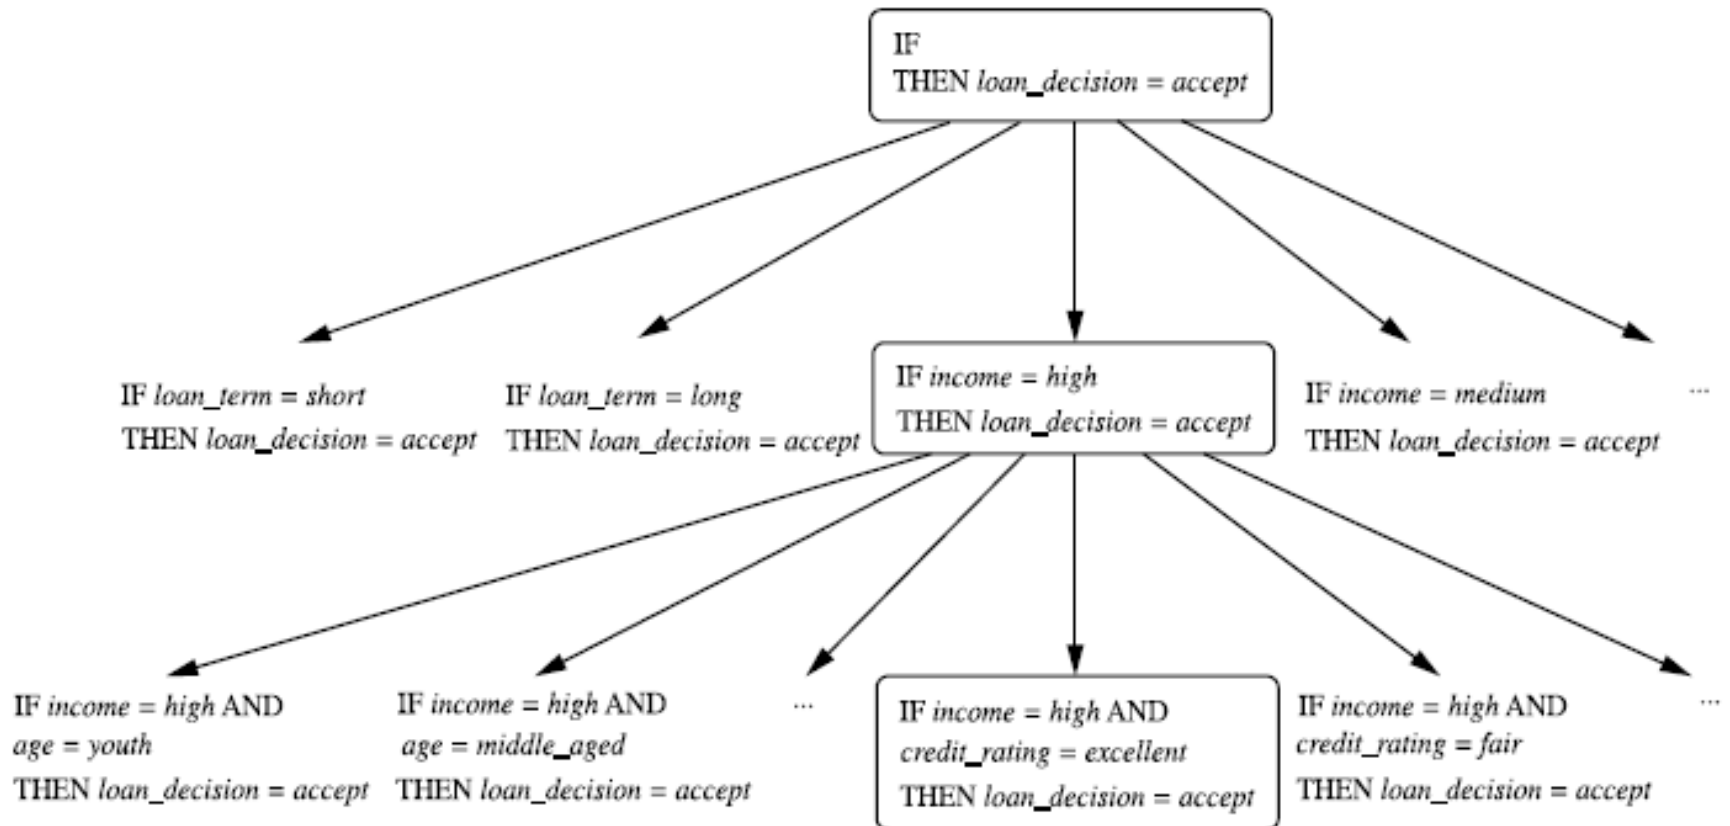 IF
THEN loan_decision = accept
IF loan_term = short
THEN loan_decision = accept
IF loan_term = long
THEN loan_decision = accept
IF income = high
THEN loan_decision = accept
IF income = medium
THEN loan_decision = accept
...
IF income = high AND
age = youth
THEN loan_decision = accept
IF income = high AND
age = middle_aged
THEN loan_decision = accept
...
IF income = high AND
credit_rating = excellent
THEN loan_decision = accept
IF income = high AND
credit_rating = fair
THEN loan_decision = accept
...